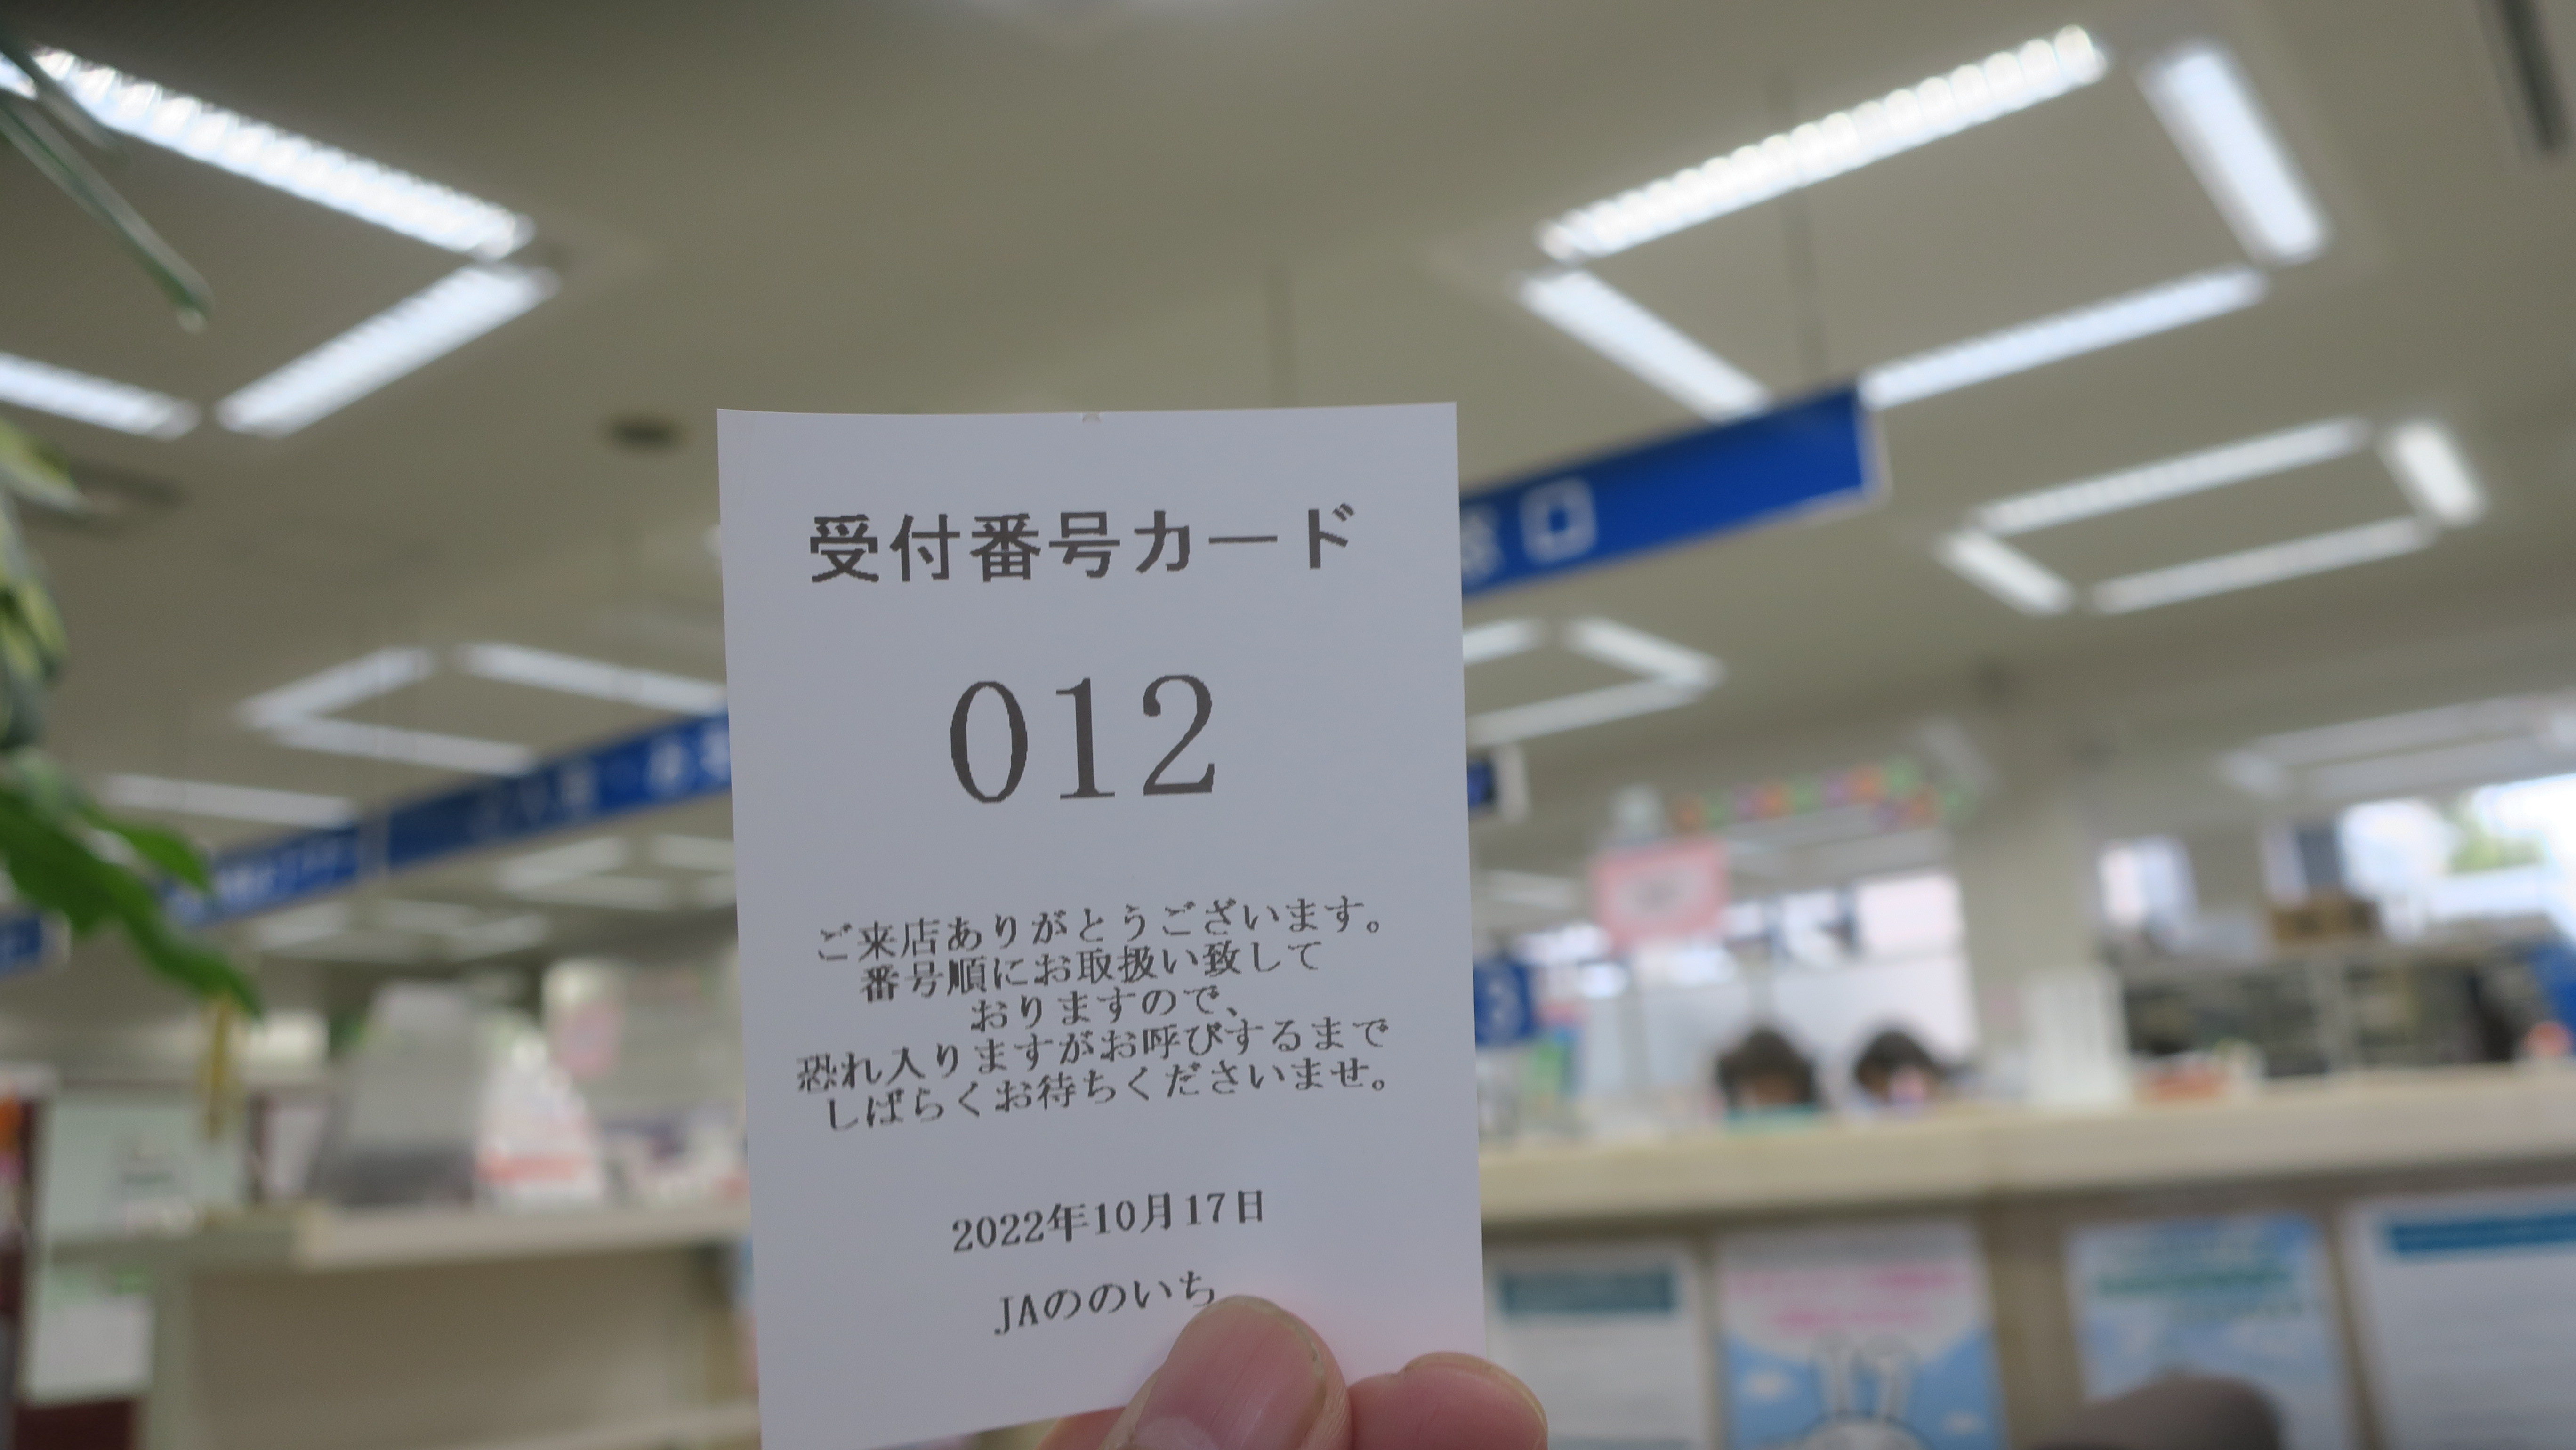 受付番号カード
012
ご来店ありがとうございます。
番号順にお取扱い致して
おりますので、
恐れ入りますがお呼びするまで
しばらくお待ちくださいませ。
2022年10月17日
JAののいち
口